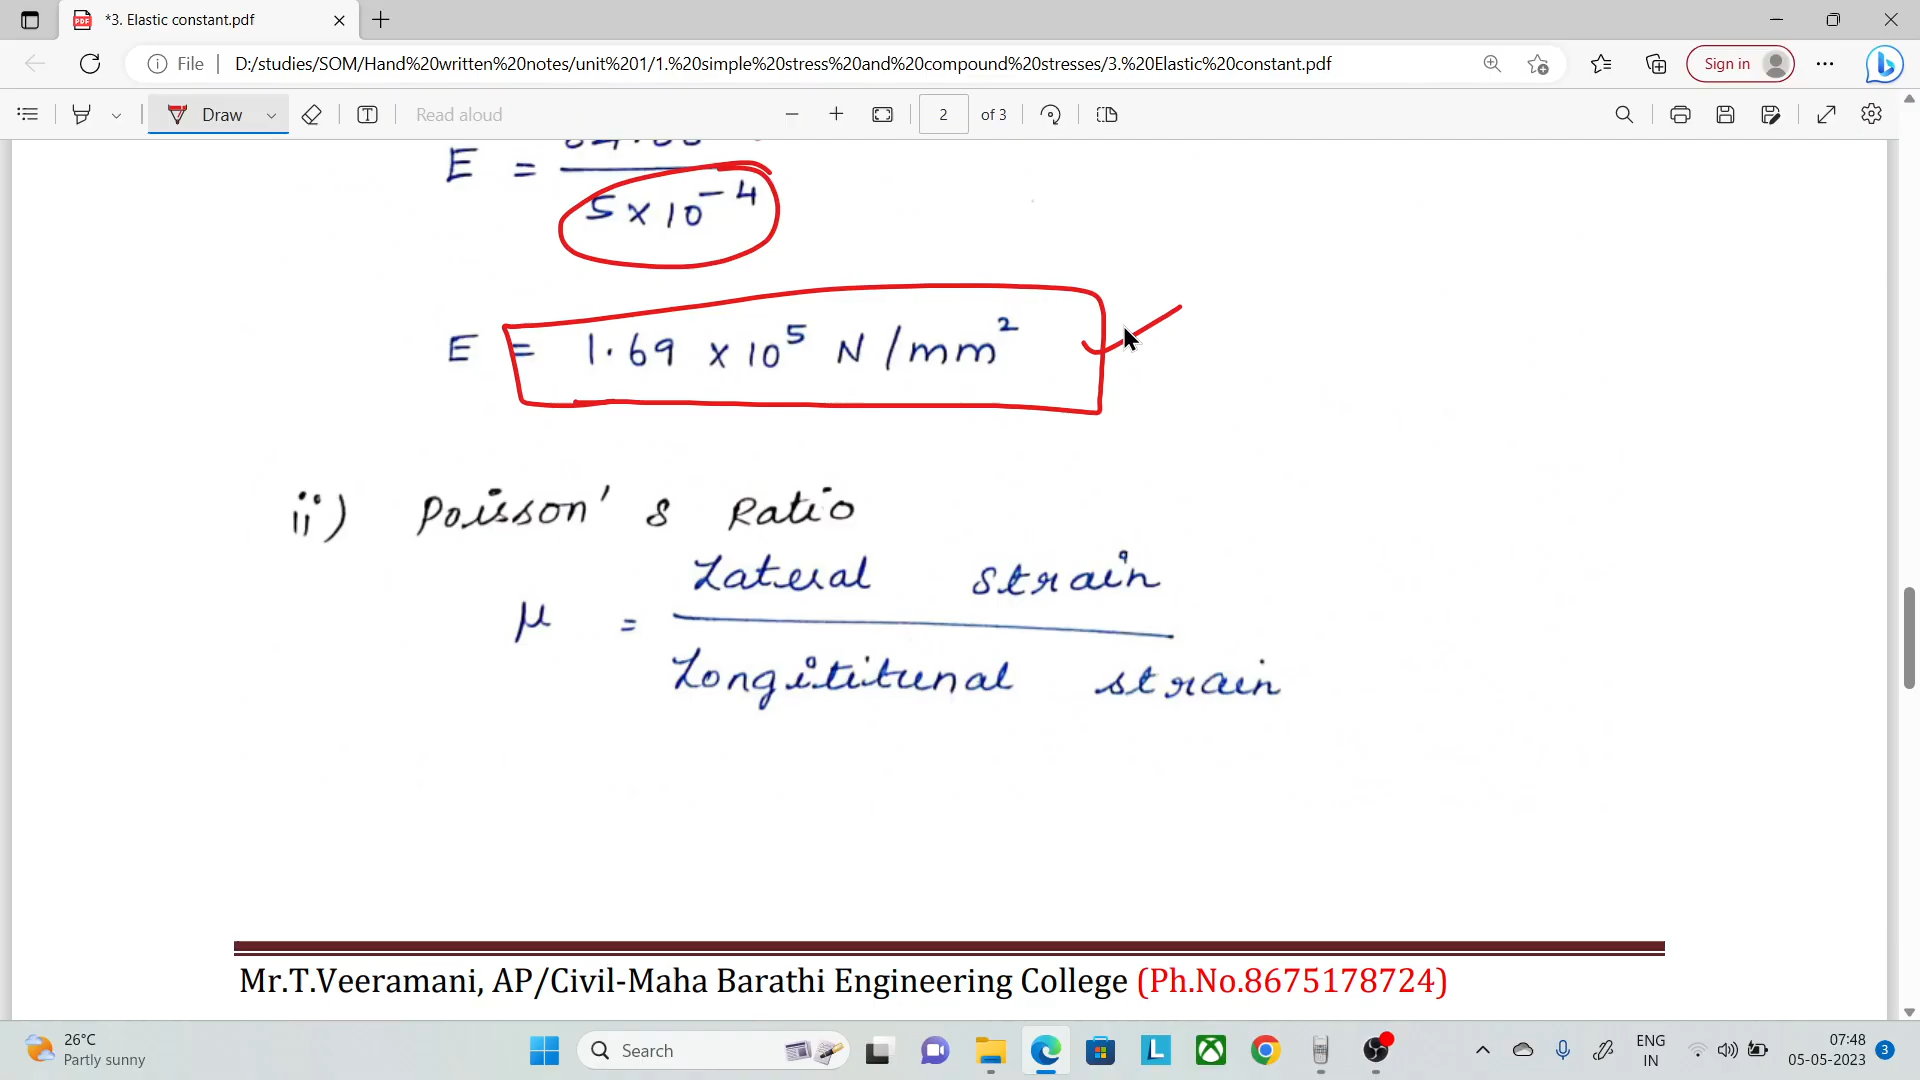 *3. Elastic constant.pdf
File
D:/studies/SOM/Hand%20written%20notes/unit%201/1.%20simple%20stress%20and%20compound%20stresses/3.%20Elastic%20constant.pdf
Sign in
Draw
Read aloud
2 of 3
E =
5 x 10⁻⁴
E = 1.69 x 10⁵ N/mm²
ii) Poisson's Ratio
Lateral strain
μ =
Longititunal strain
Mr.T.Veeramani, AP/Civil-Maha Barathi Engineering College (Ph.No.8675178724)
26°C
Partly sunny
Search
ENG
IN
07:48
05-05-2023
3